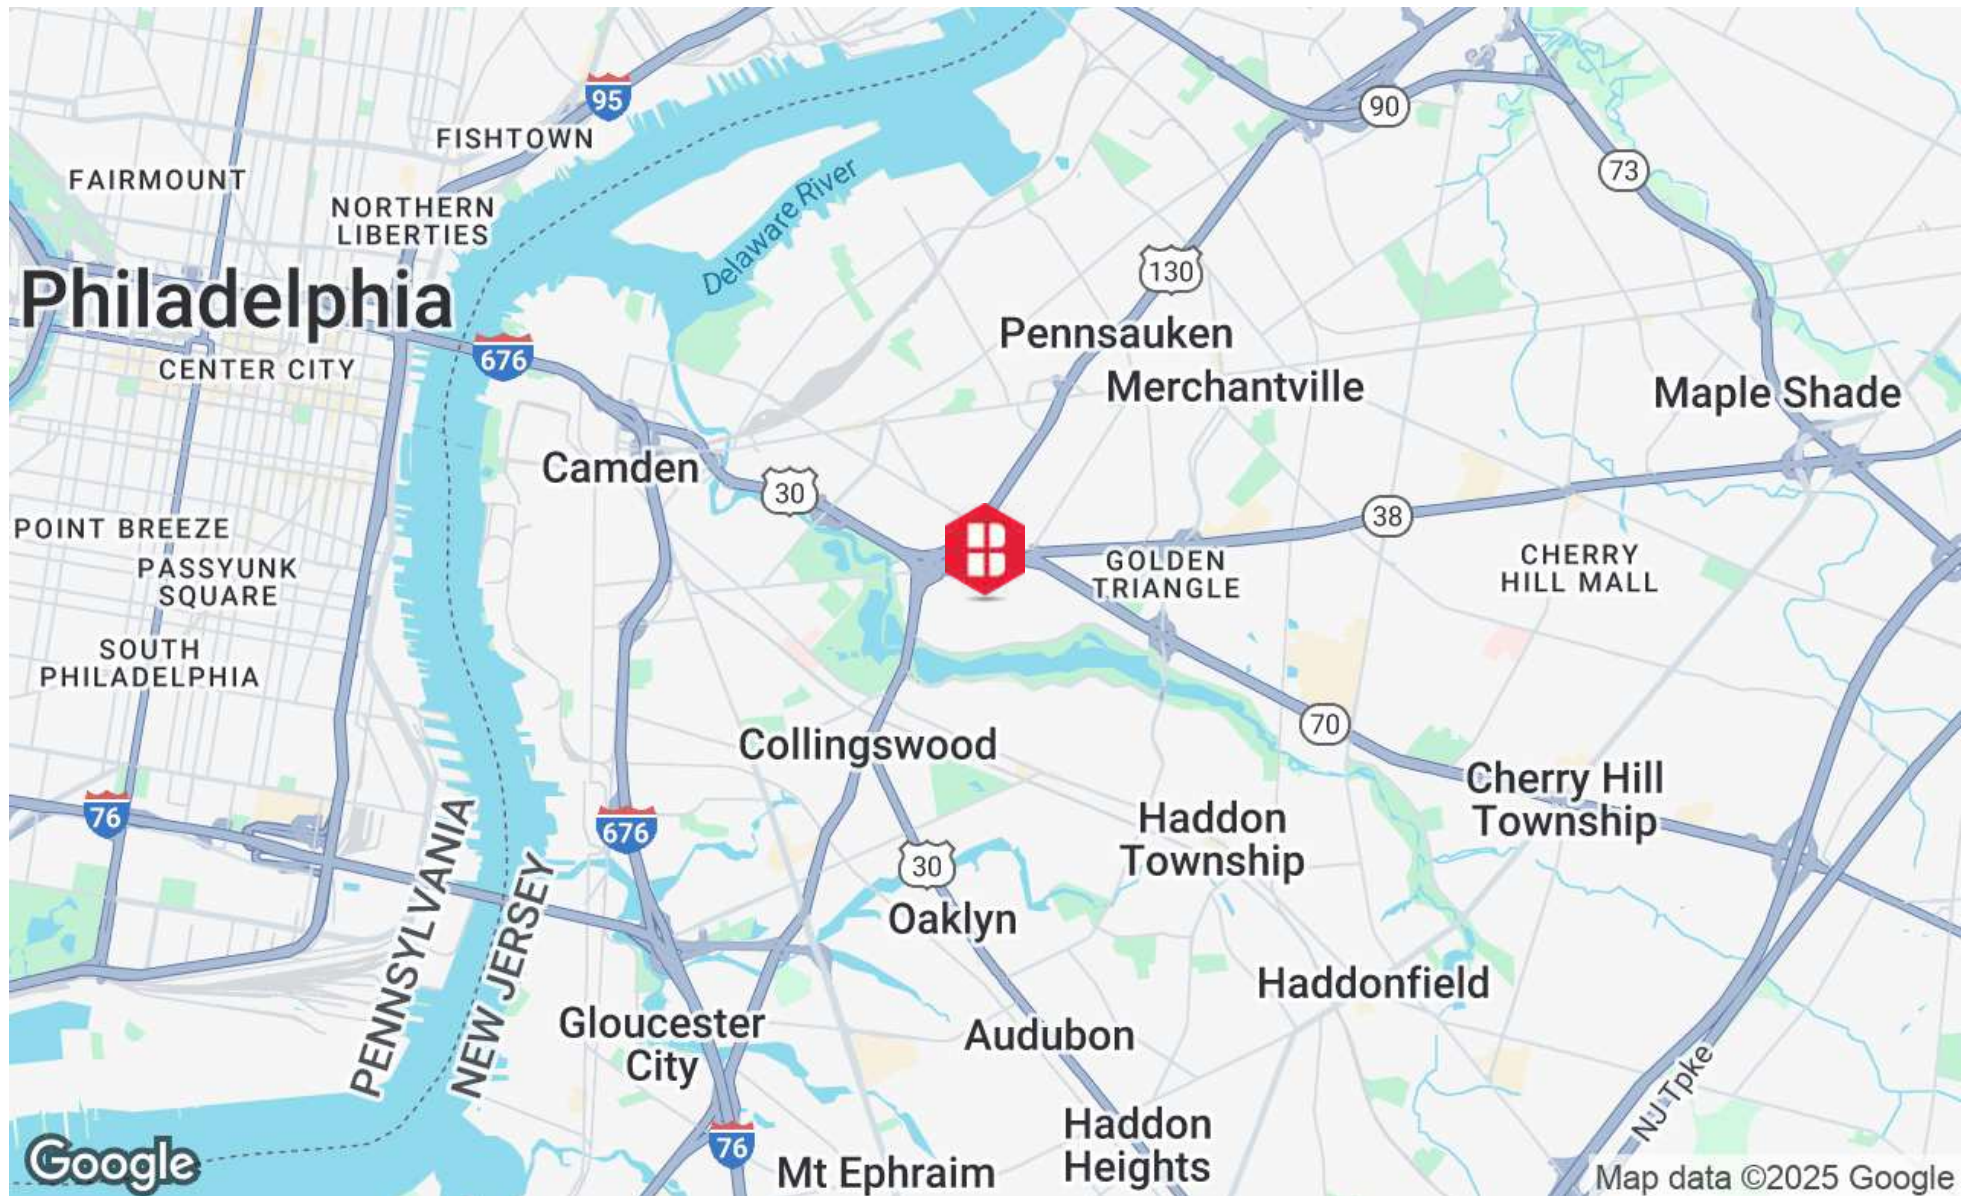 95
FISHTOWN
90
FAIRMOUNT
73
NORTHERN
LIBERTIES
Delaware River
130
Philadelphia
Pennsauken
676
CENTER CITY
Merchantville
Maple Shade
Camden
30
38
POINT BREEZE
PASSYUNK
SQUARE
B
GOLDEN
TRIANGLE
CHERRY
HILL MALL
SOUTH
PHILADELPHIA
70
Collingswood
Cherry Hill
Township
76
676
Haddon
Township
30
PENNSYLVANIA
NEW JERSEY
Oaklyn
Haddonfield
Gloucester
City
Audubon
NJ Tpke
Haddon
Heights
76
Mt Ephraim
Google
Map data ©2025 Google